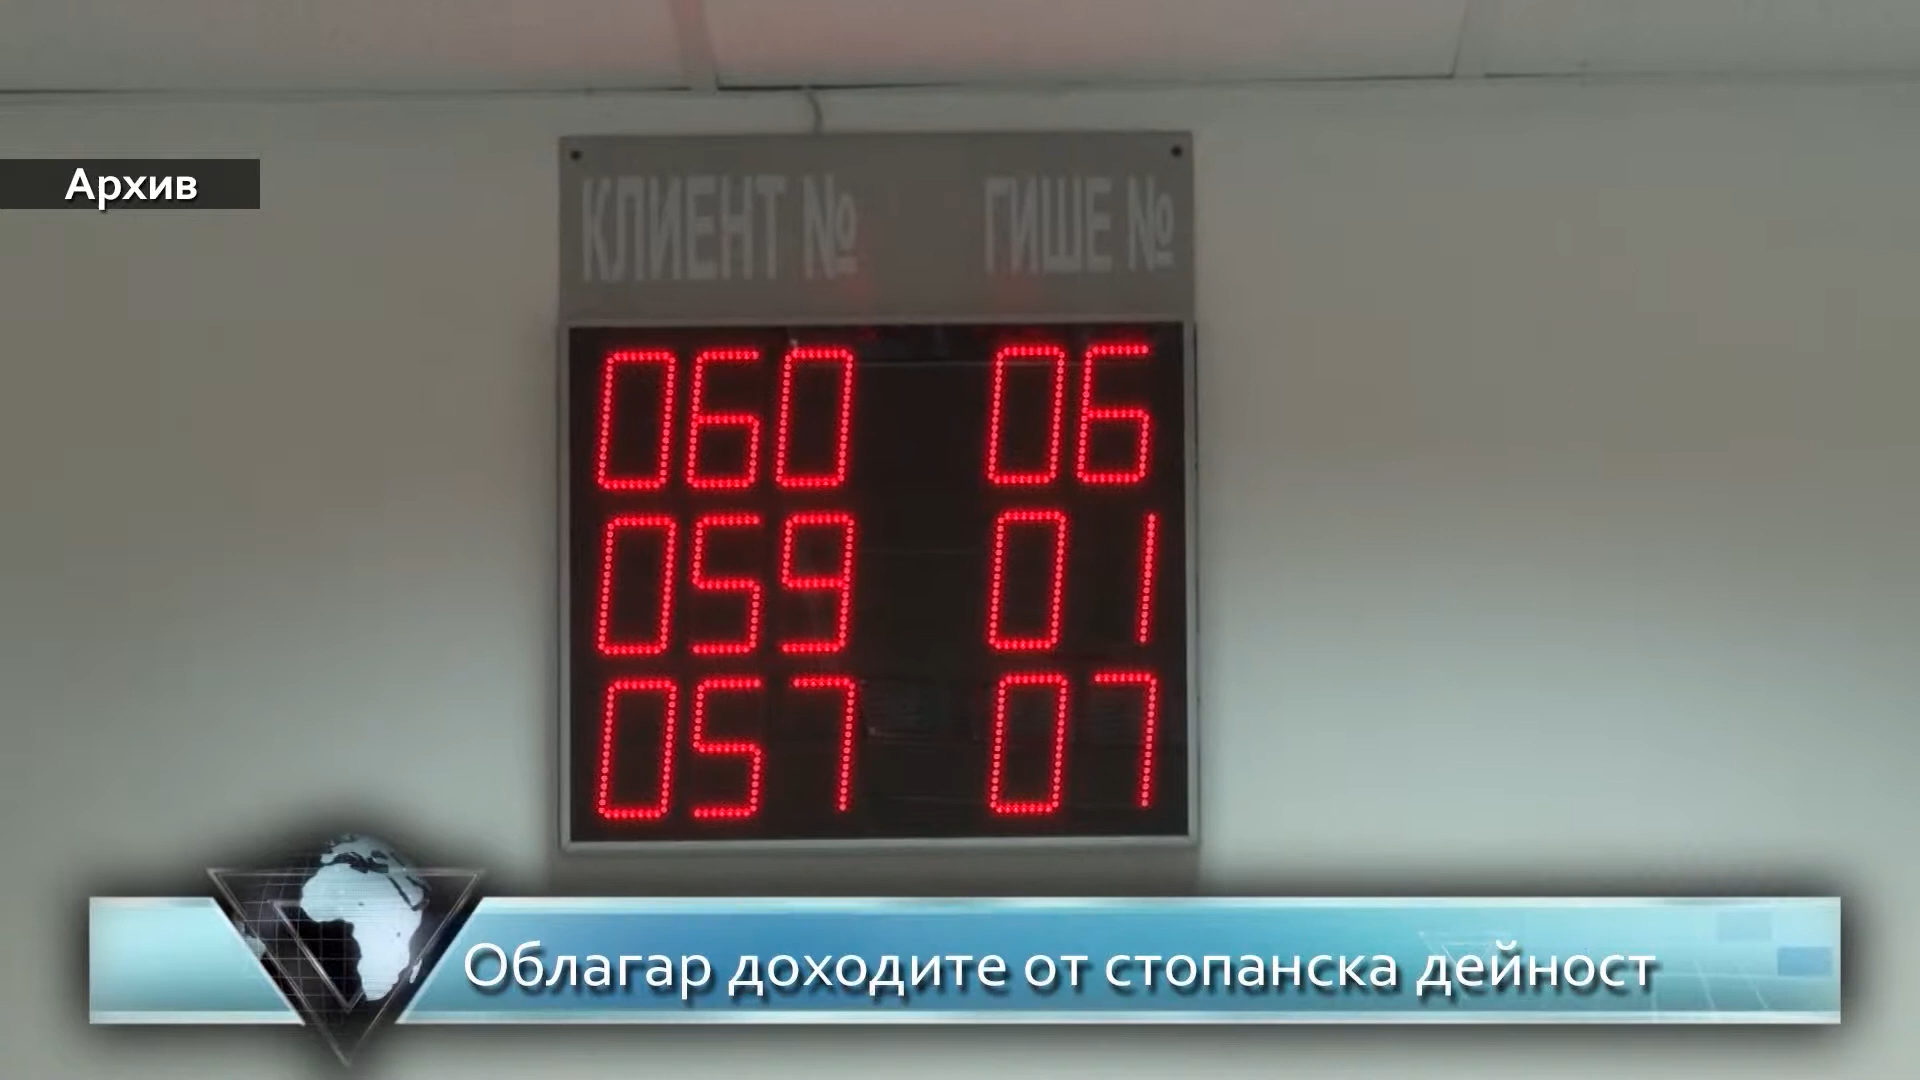 Архив
КЛИЕНТ № ГИШЕ №
060 06
059 01
057 07
Облагар доходите от стопанска дейност